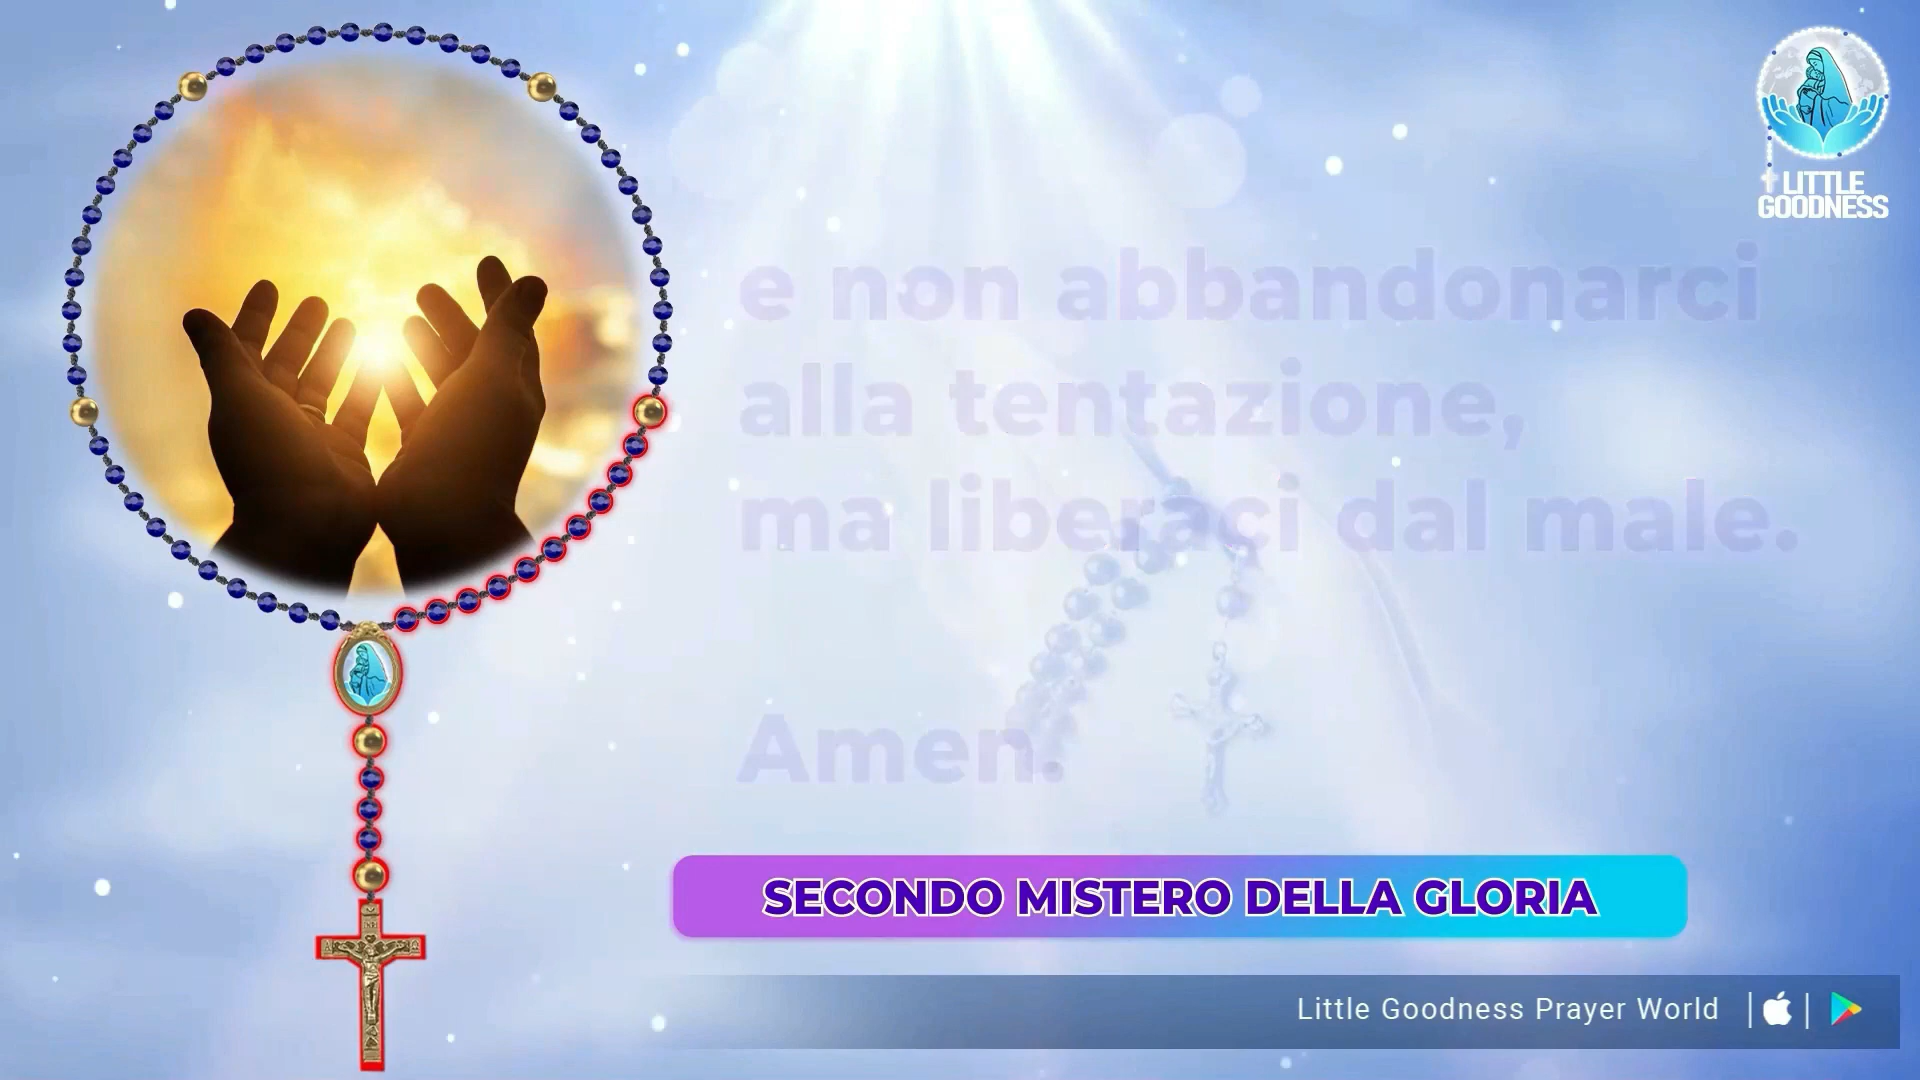 LITTLE
GOODNESS
e non abbandonarci
alla tentazione,
ma liberaci dal male.
Amen.
SECONDO MISTERO DELLA GLORIA
Little Goodness Prayer World